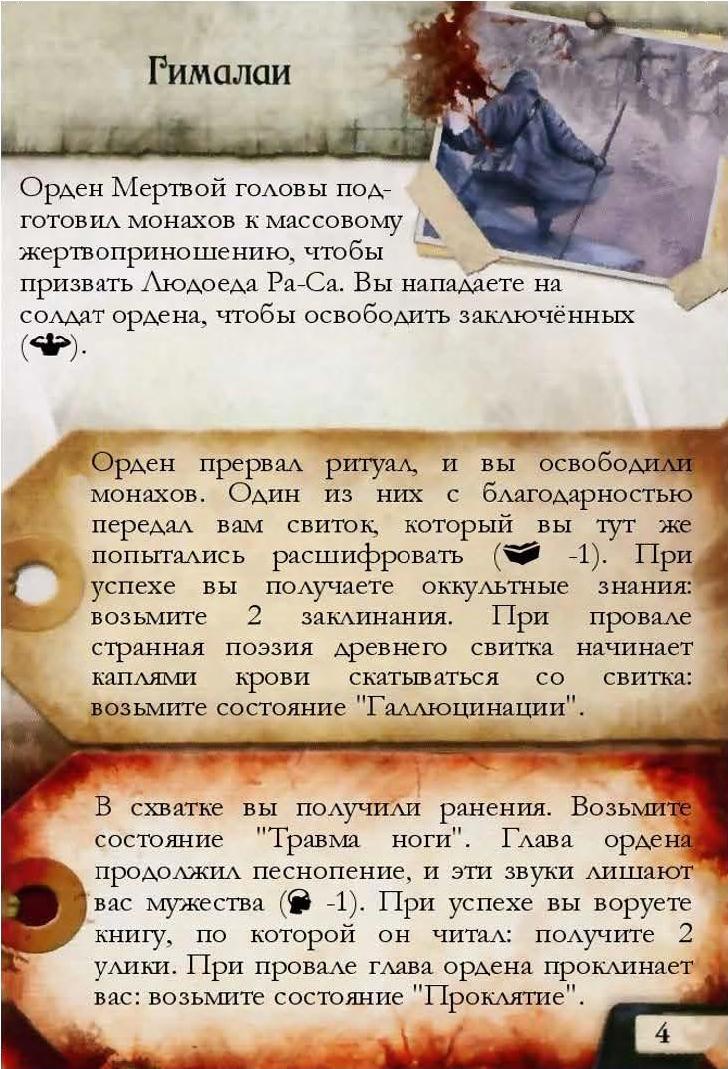 Гималаи
Орден Мертвой головы под-
готовил монахов к массовому
жертвоприношению, чтобы
призвать Людоеда Ра-Са. Вы нападаете на
солдат ордена, чтобы освободить заключённых
( ).
Орден прервал ритуал, и вы освободили
монахов. Один из них с благодарностью
передал вам свиток, который вы тут же
попытались расшифровать ( -1). При
успехе вы получаете оккультные знания:
возьмите 2 заклинания. При провале
странная поэзия древнего свитка начинает
каплями крови скатываться со свитка:
возьмите состояние "Галлюцинации".
В схватке вы получили ранения. Возьмите
состояние "Травма ноги". Глава ордена
продолжил песнопение, и эти звуки лишают
вас мужества ( -1). При успехе вы воруете
книгу, по которой он читал: получите 2
улики. При провале глава ордена проклинает
вас: возьмите состояние "Проклятие".
4